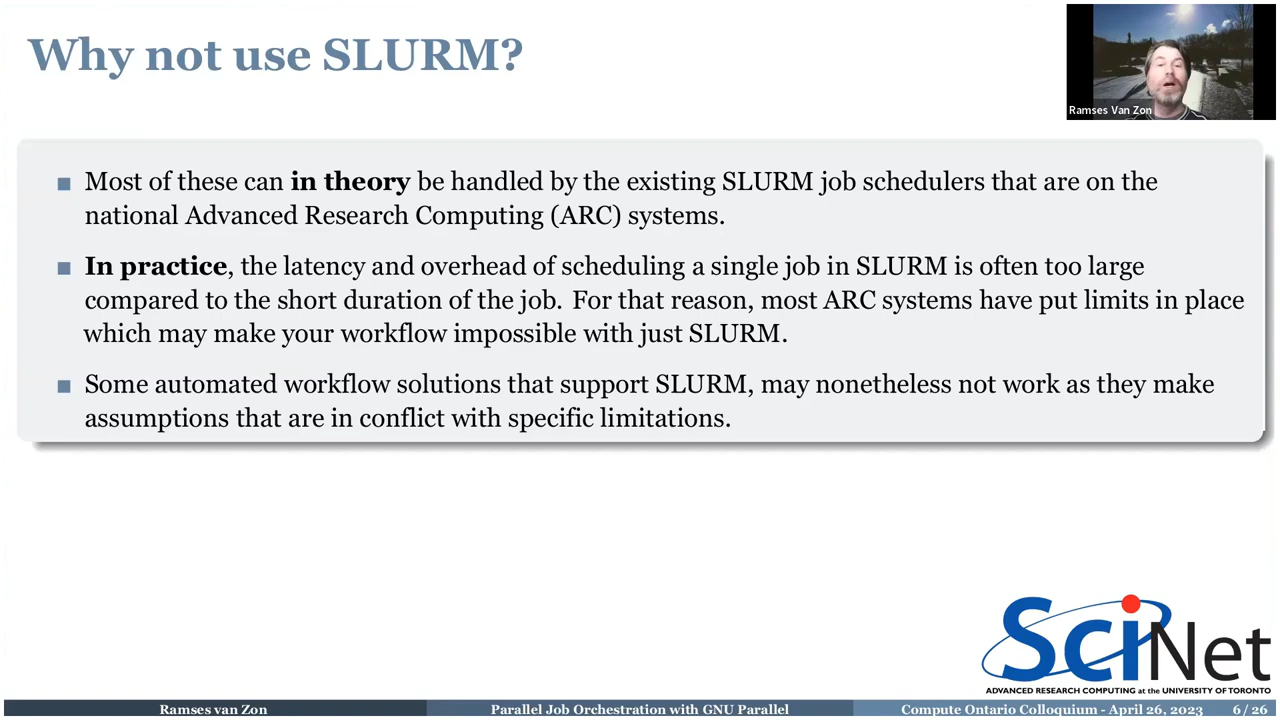 Why not use SLURM?
Ramses Van Zon
■ Most of these can in theory be handled by the existing SLURM job schedulers that are on the
national Advanced Research Computing (ARC) systems.
■ In practice, the latency and overhead of scheduling a single job in SLURM is often too large
compared to the short duration of the job. For that reason, most ARC systems have put limits in place
which may make your workflow impossible with just SLURM.
■ Some automated workflow solutions that support SLURM, may nonetheless not work as they make
assumptions that are in conflict with specific limitations.
SciNet
ADVANCED RESEARCH COMPUTING at the UNIVERSITY OF TORONTO
Ramses van Zon Parallel Job Orchestration with GNU Parallel Compute Ontario Colloquium - April 26, 2023 6 / 26